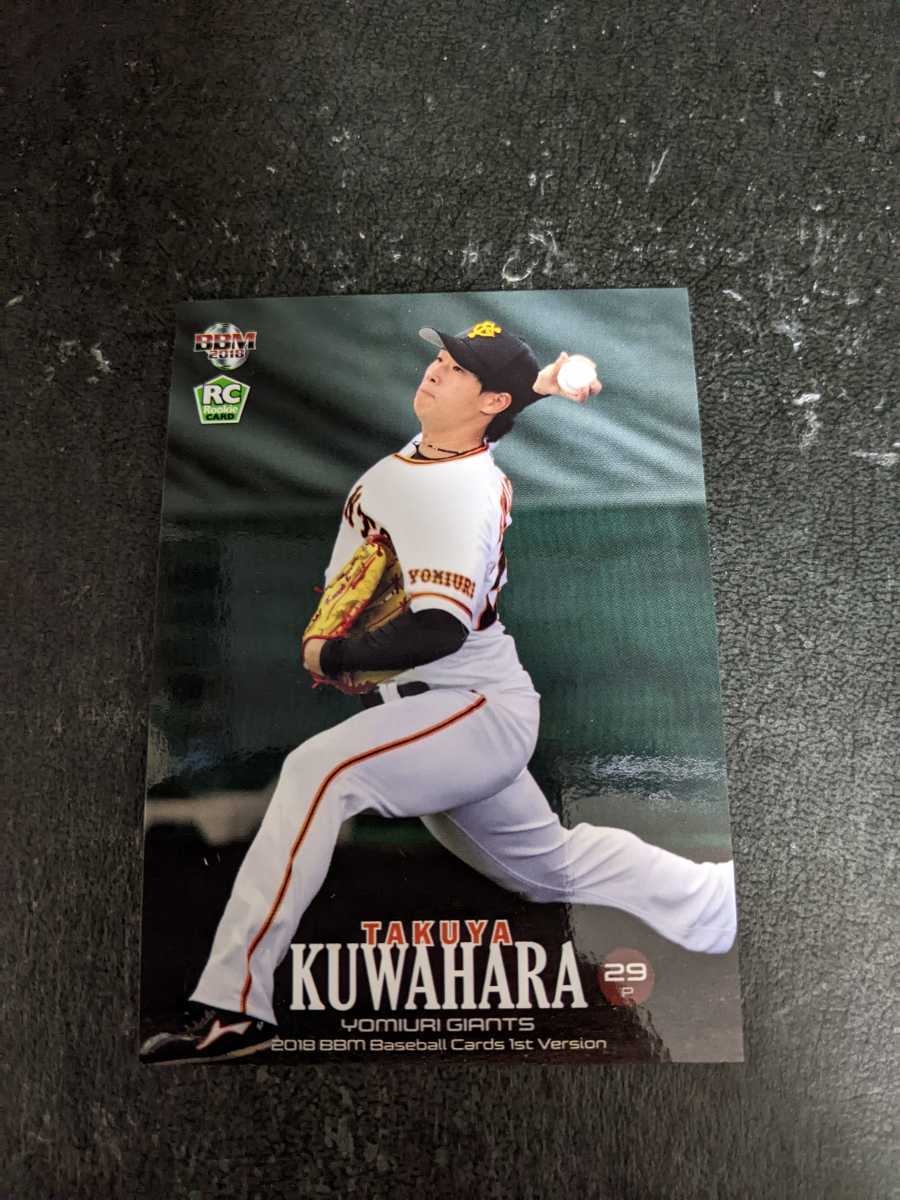 BBM
2018
RC
Rookie
CARD
YOMIURI
TAKUYA
KUWAHARA
29
P
YOMIURI GIANTS
2018 BBM Baseball Cards 1st Version